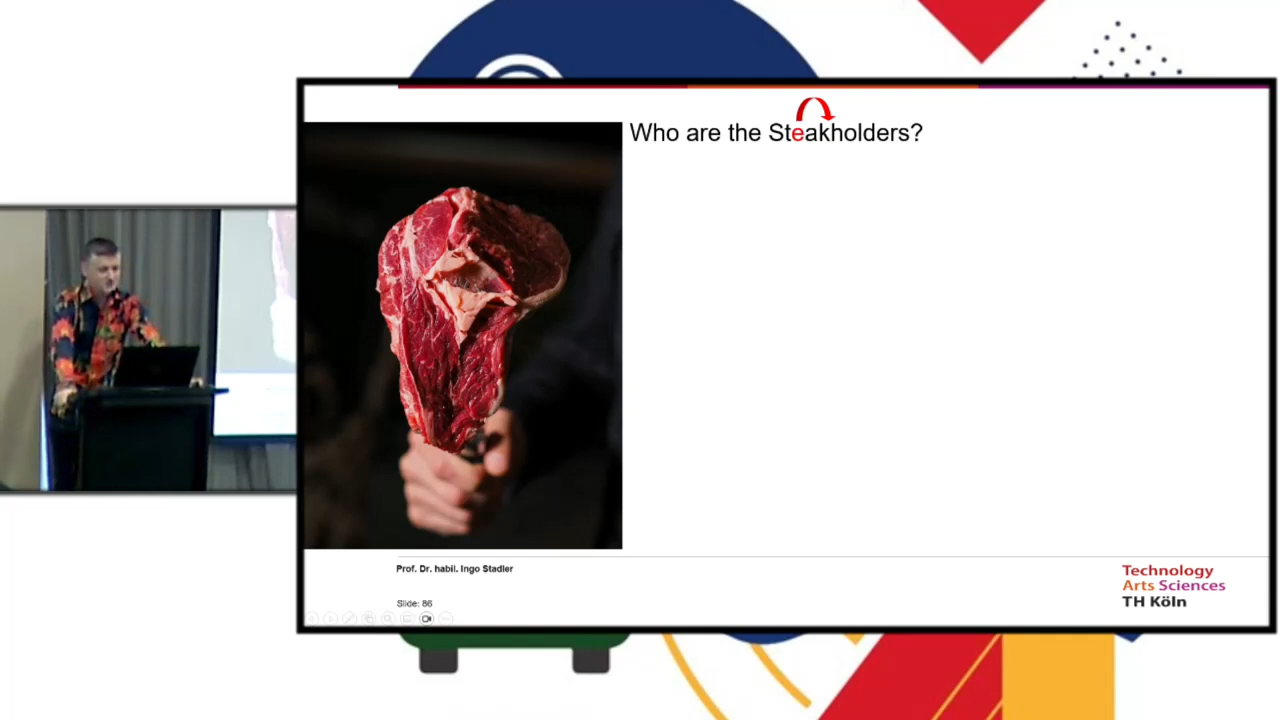 Who are the Steakholders?
Prof. Dr. habil. Ingo Stadler
Slide: 86
Technology
Arts Sciences
TH Köln